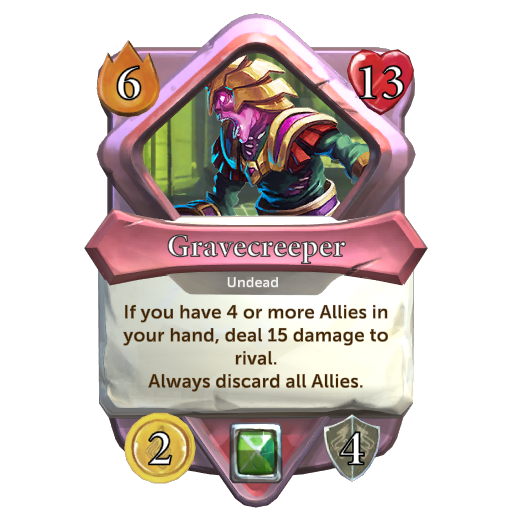 6
13
Gravecreeper
Undead
If you have 4 or more Allies in
your hand, deal 15 damage to
rival.
Always discard all Allies.
2
4